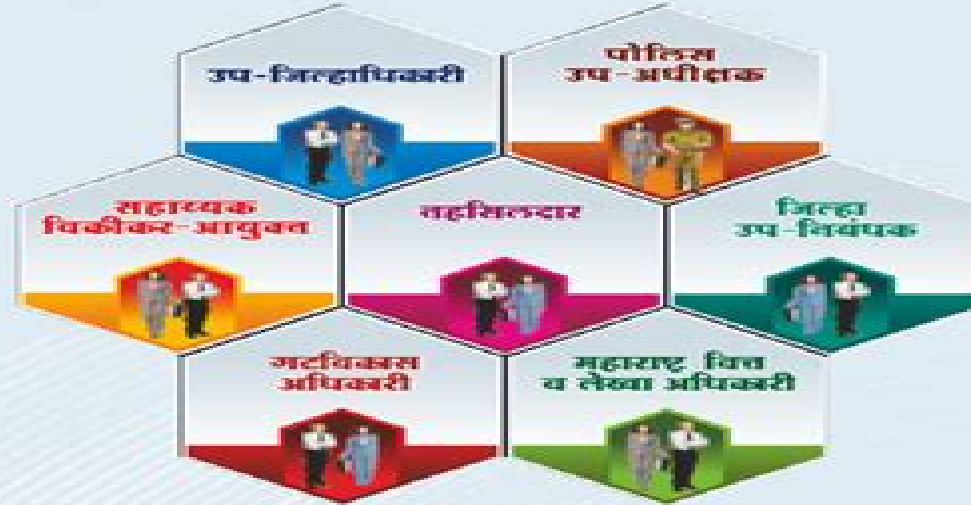 उप-जिल्हाधिकारी
पोलिस
उप-अधीक्षक
सहाय्यक
विक्रीकर-आयुक्त
तहसिलदार
जिल्हा
उप-निबंधक
गटविकास
अधिकारी
महाराष्ट्र वित्त
व लेखा अधिकारी